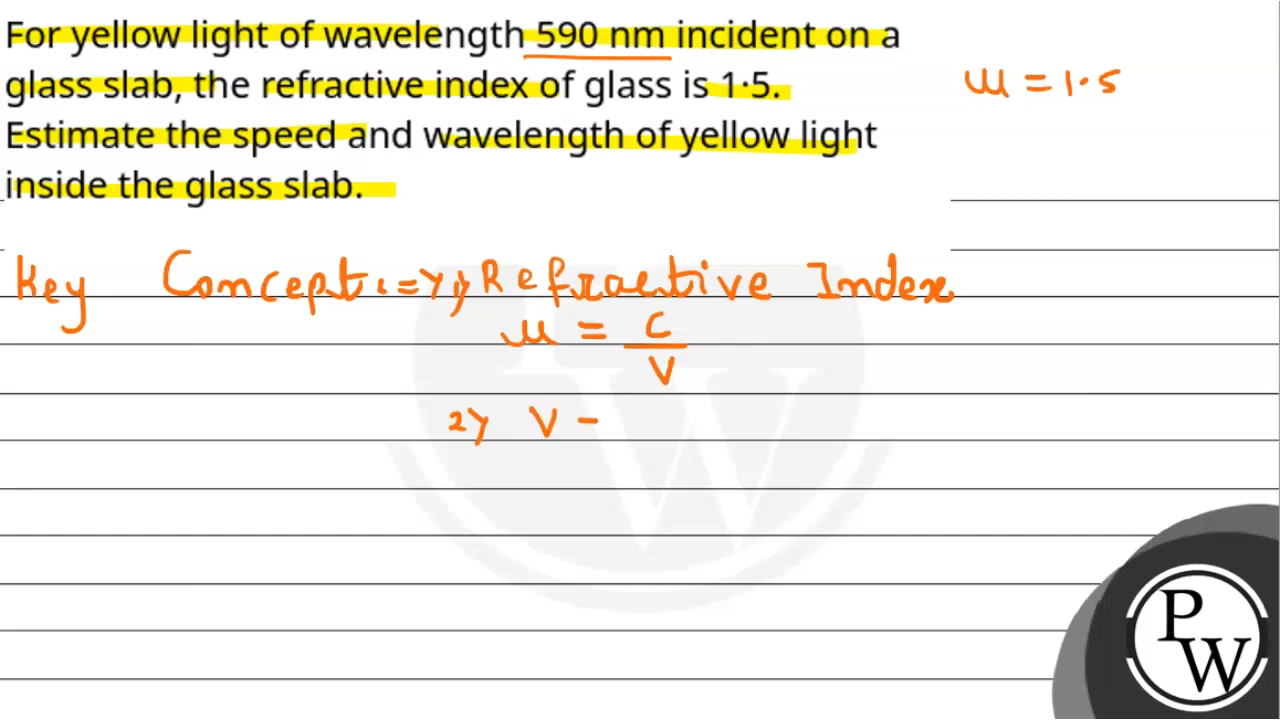 For yellow light of wavelength 590 nm incident on a
glass slab, the refractive index of glass is 1·5.
Estimate the speed and wavelength of yellow light
inside the glass slab.
μ = 1·5
Key Concept :=> 1) Refractive Index
μ = C
V
2) V =
PW